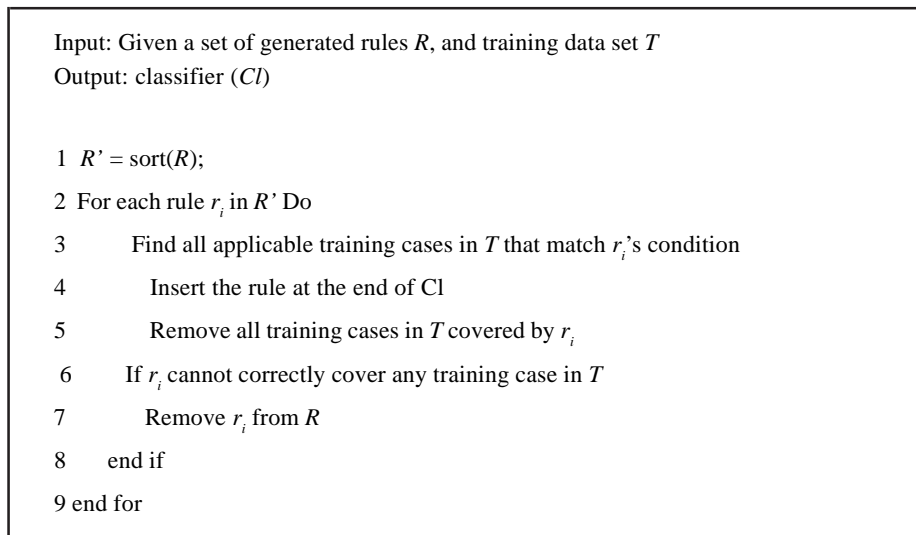 Input: Given a set of generated rules R, and training data set T
Output: classifier (Cl)
1 R’ = sort(R);
2 For each rule ri in R’ Do
3 Find all applicable training cases in T that match ri’s condition
4 Insert the rule at the end of Cl
5 Remove all training cases in T covered by ri
6 If ri cannot correctly cover any training case in T
7 Remove ri from R
8 end if
9 end for